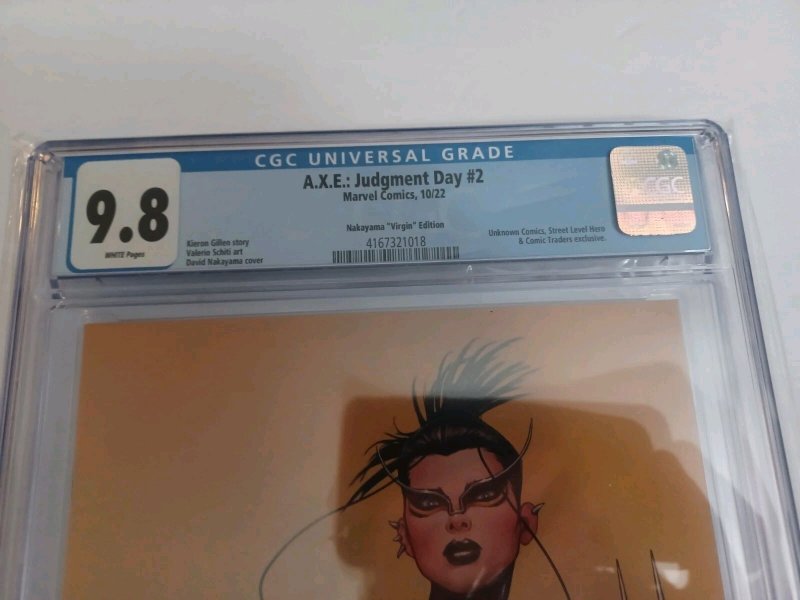 CGC UNIVERSAL GRADE
9.8
WHITE Pages
A.X.E.: Judgment Day #2
Marvel Comics, 10/22
Nakayama "Virgin" Edition
Kieron Gillen story
Valerio Schiti art
David Nakayama cover
4167321018
Unknown Comics, Street Level Hero
& Comic Traders exclusive.
CGC